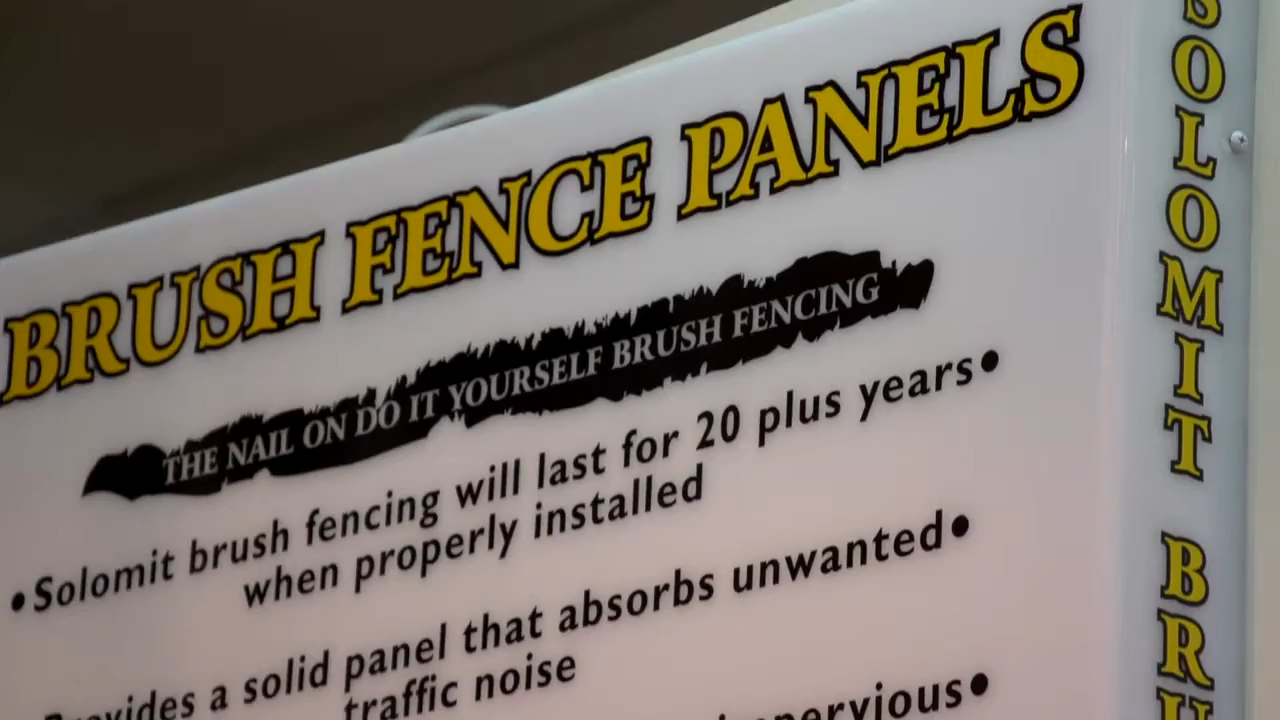 BRUSH FENCE PANELS
THE NAIL ON DO IT YOURSELF BRUSH FENCING
•Solomit brush fencing will last for 20 plus years•
when properly installed
a solid panel that absorbs unwanted•
traffic noise
SOLOMIT